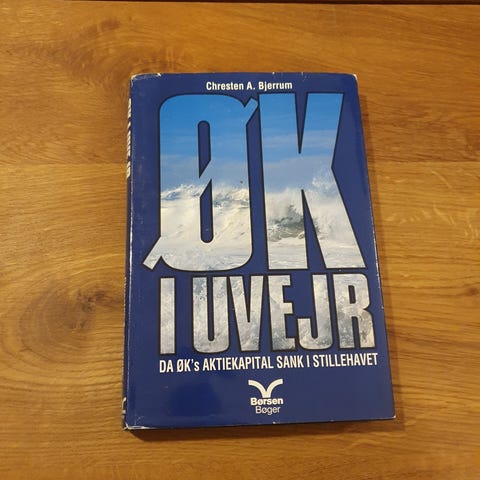 Chresten A. Bjerrum
ØK
I UVEJR
DA ØK's AKTIEKAPITAL SANK I STILLEHAVET
Børsen
Bøger